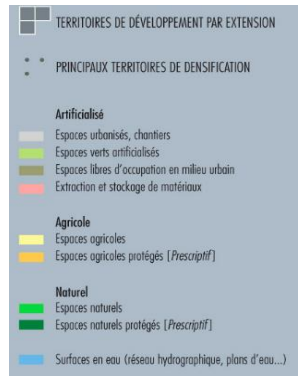 TERRITOIRES DE DÉVELOPPEMENT PAR EXTENSION
PRINCIPAUX TERRITOIRES DE DENSIFICATION
Artificialisé
Espaces urbanisés, chantiers
Espaces verts artificialisés
Espaces libres d'occupation en milieu urbain
Extraction et stockage de matériaux
Agricole
Espaces agricoles
Espaces agricoles protégés [Prescriptif]
Naturel
Espaces naturels
Espaces naturels protégés [Prescriptif]
Surfaces en eau (réseau hydrographique, plans d'eau...)